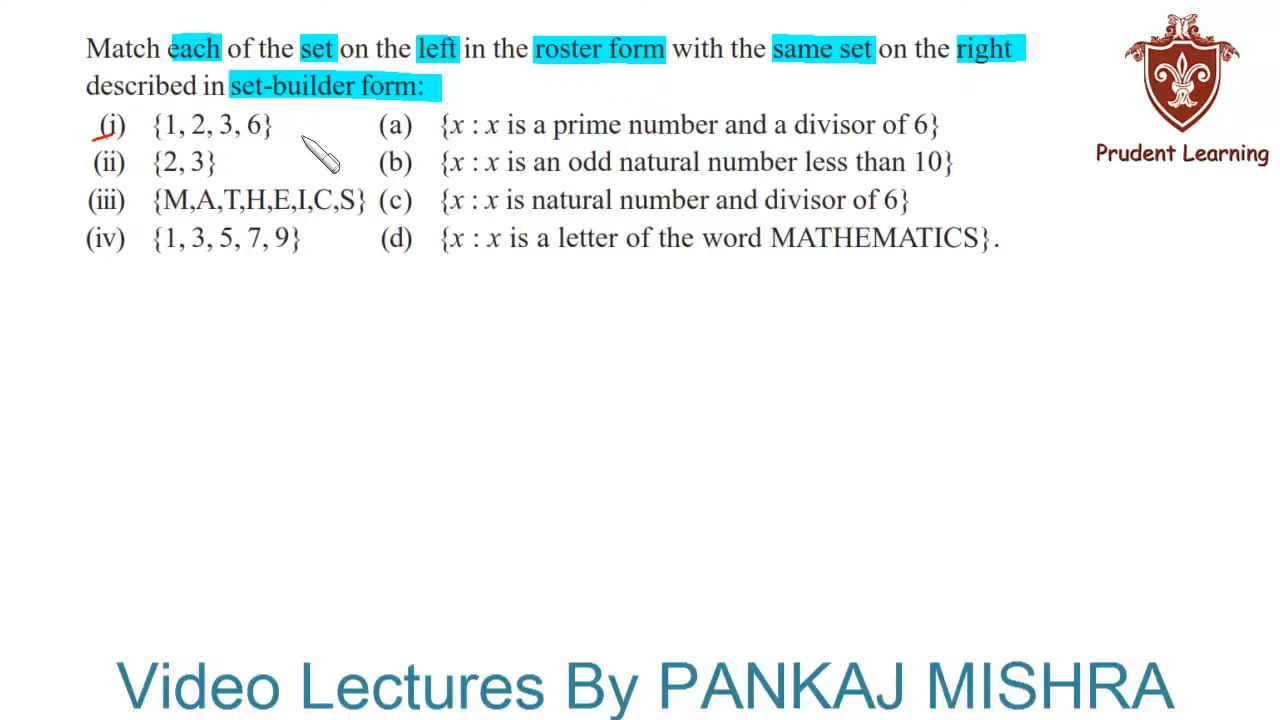 Match each of the set on the left in the roster form with the same set on the right
described in set-builder form:
(i) {1, 2, 3, 6} (a) {x : x is a prime number and a divisor of 6}
(ii) {2, 3} (b) {x : x is an odd natural number less than 10}
(iii) {M,A,T,H,E,I,C,S} (c) {x : x is natural number and divisor of 6}
(iv) {1, 3, 5, 7, 9} (d) {x : x is a letter of the word MATHEMATICS}.
Prudent Learning
Video Lectures By PANKAJ MISHRA